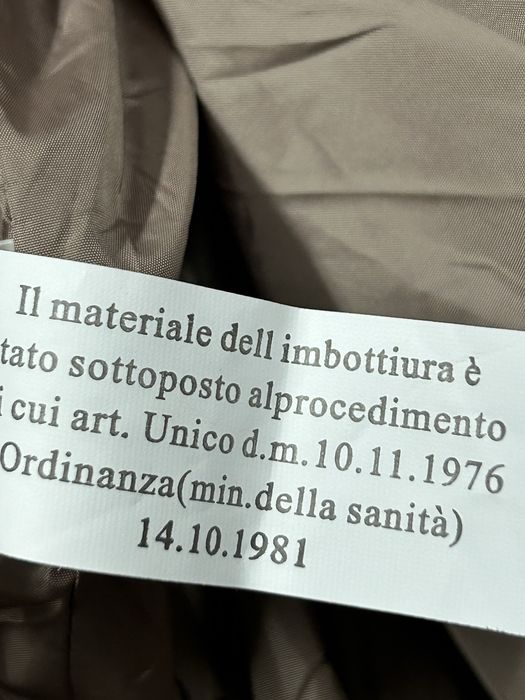 Il materiale dell imbottiura è
tato sottoposto alprocedimento
i cui art. Unico d.m.10.11.1976
Ordinanza(min.della sanità)
14.10.1981